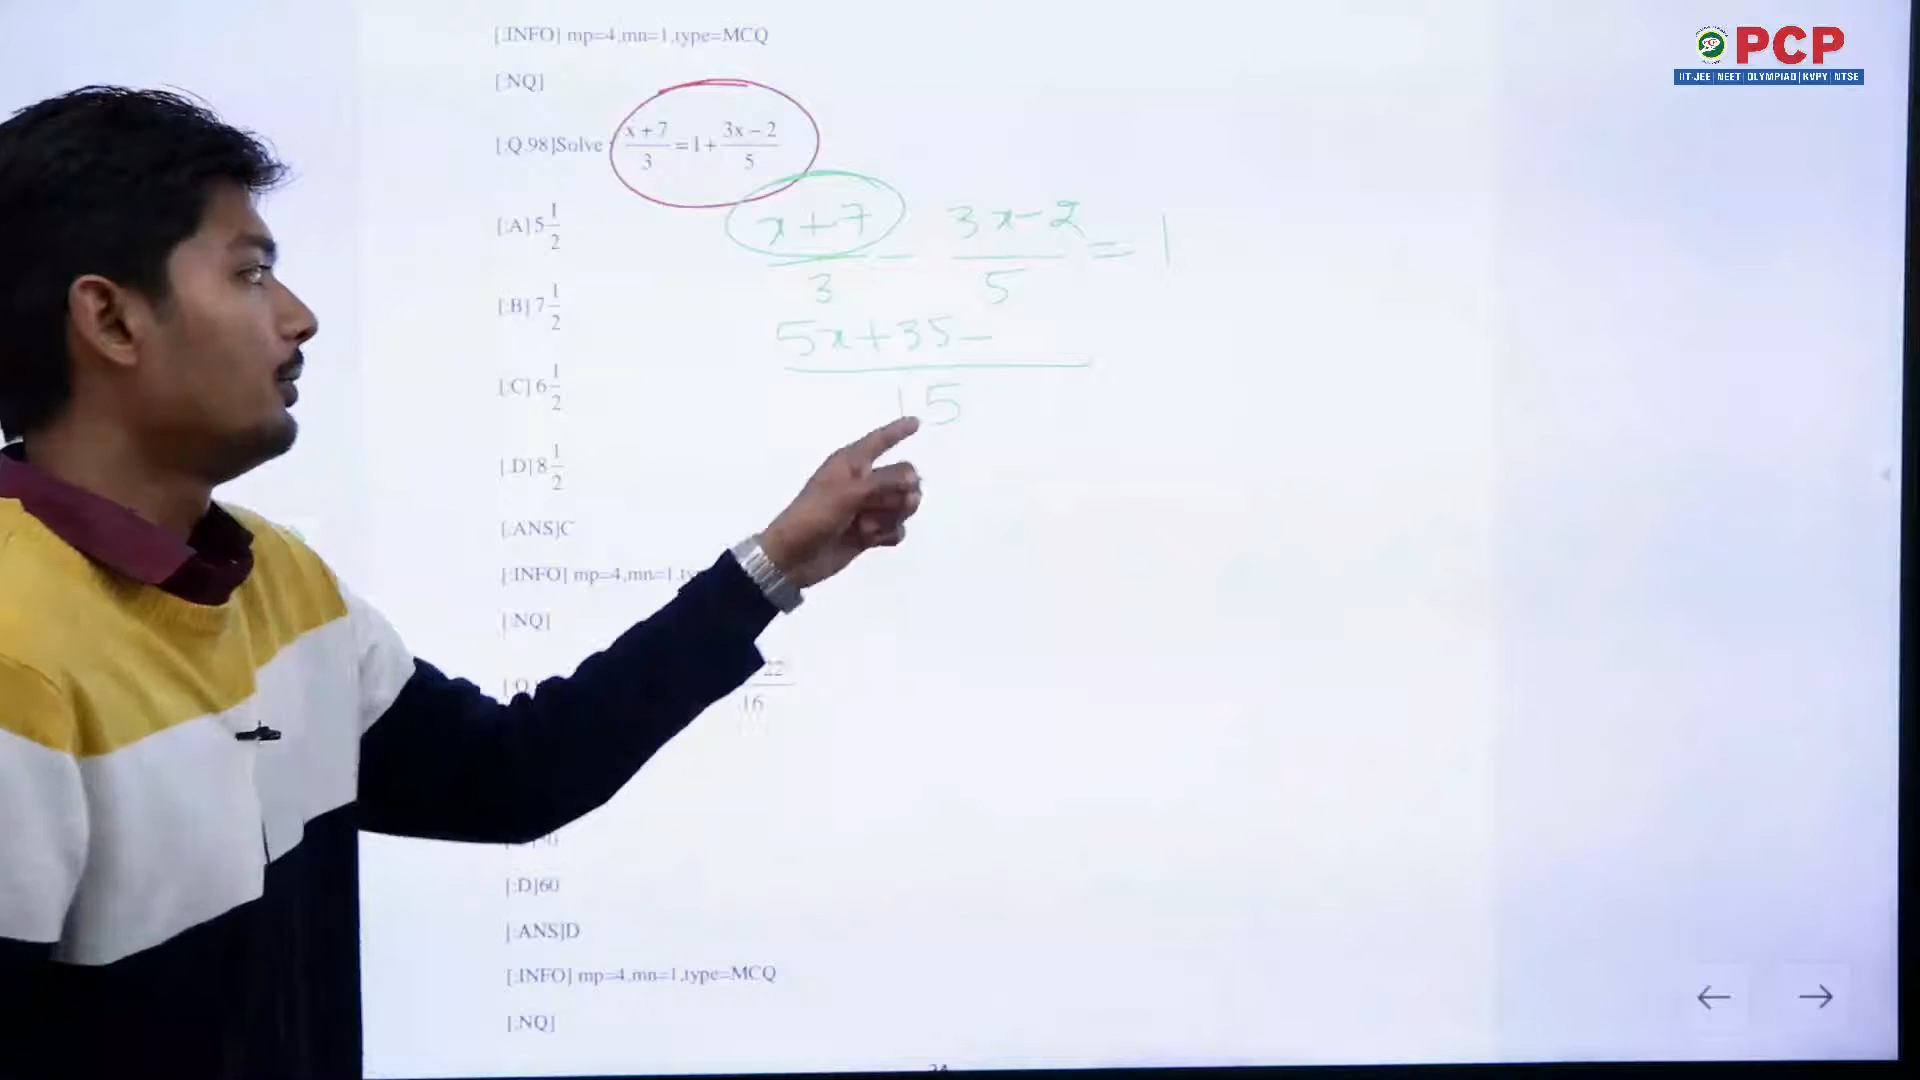 [:INFO] mp=4,mn=1,type=MCQ
PCP
IIT-JEE | NEET | OLYMPIAD | KVPY | NTSE
[:NQ]
[:Q.98]Solve : (x + 7)/3 = 1 + (3x − 2)/5
[:A] 5 1/2
(x+7)/3 − (3x−2)/5 = 1
[:B] 7 1/2
(5x+35−)/15
[:C] 6 1/2
[:D] 8 1/2
[:ANS]C
[:INFO] mp=4,mn=1,ty
[:NQ]
22
16
[:D]60
[:ANS]D
[:INFO] mp=4,mn=1,type=MCQ
[:NQ]